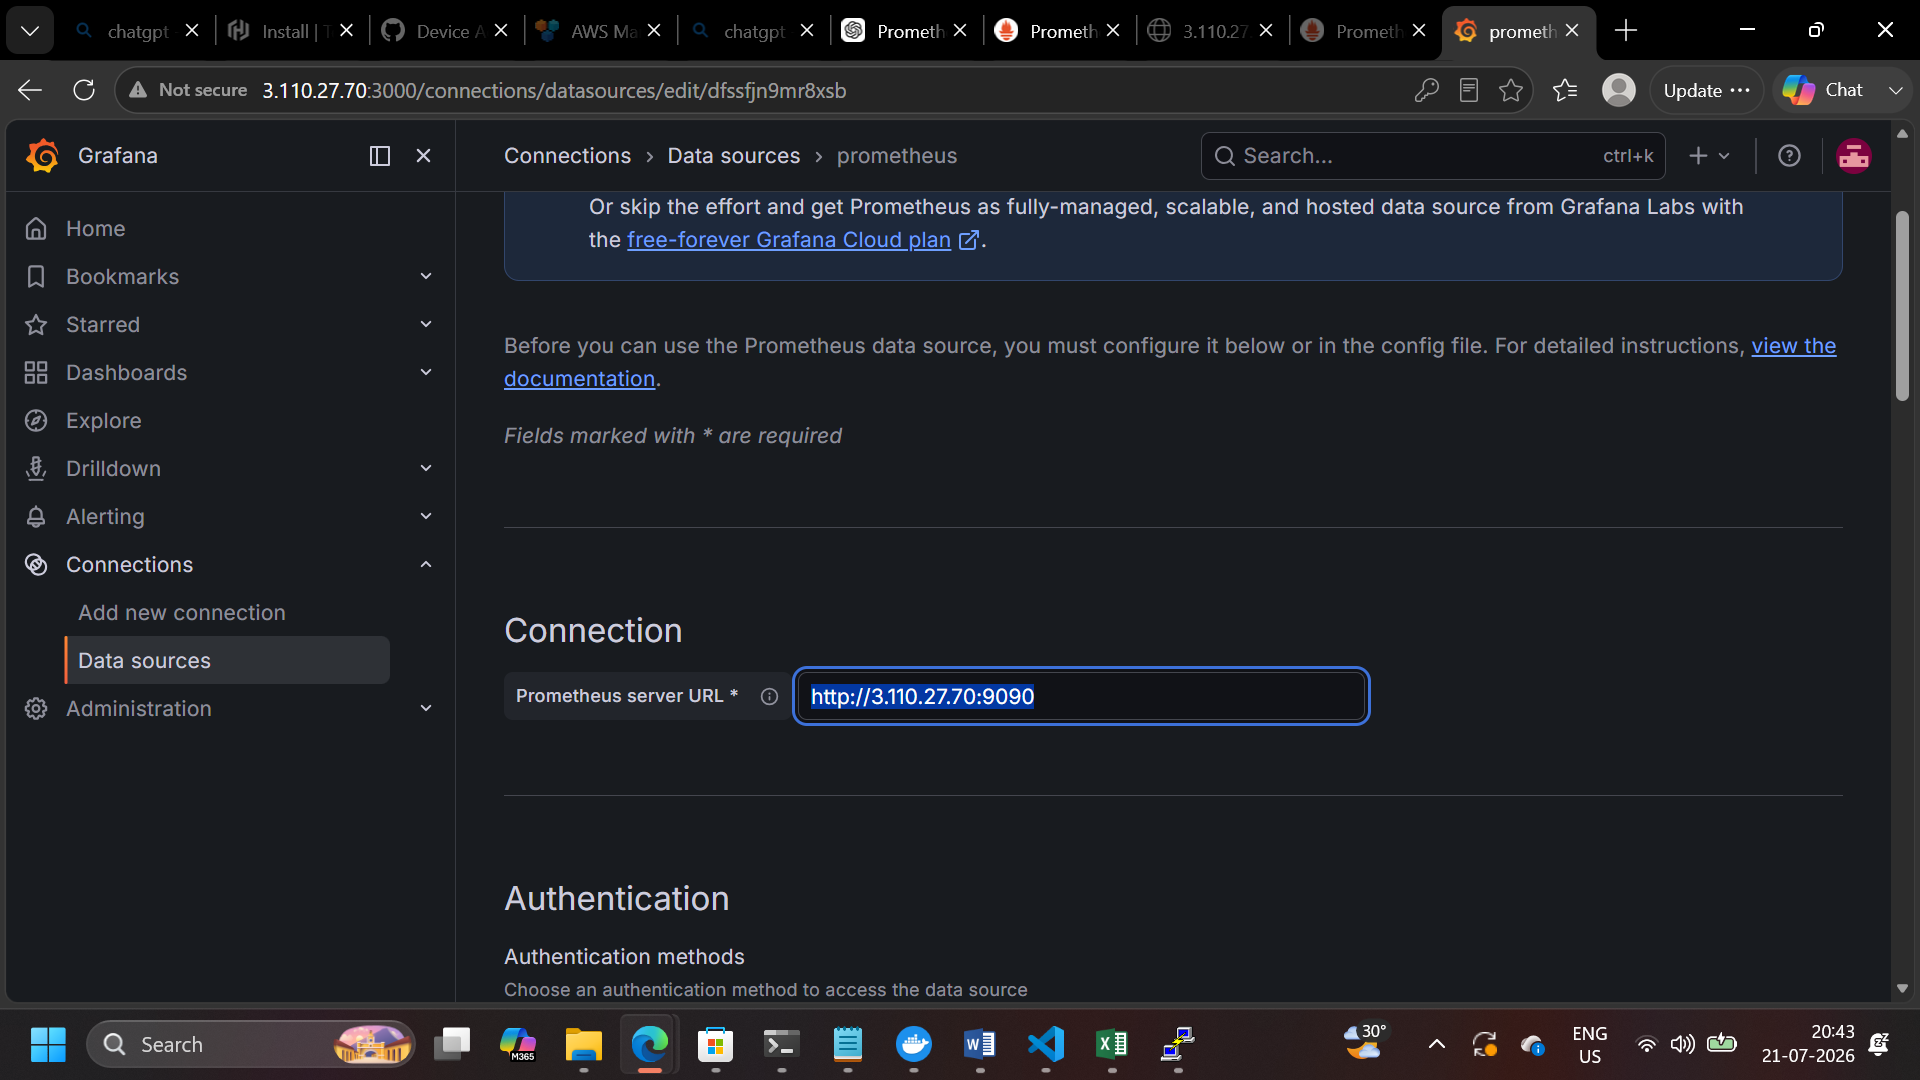 chatgpt
Install | T
Device A
AWS Ma
chatgpt
Prometh
Prometh
3.110.27.
Prometh
prometh
Not secure 3.110.27.70:3000/connections/datasources/edit/dfssfjn9mr8xsb
Update
Chat
Grafana
Connections › Data sources › prometheus
Search... ctrl+k
Home
Bookmarks
Starred
Dashboards
Explore
Drilldown
Alerting
Connections
Add new connection
Data sources
Administration
Or skip the effort and get Prometheus as fully-managed, scalable, and hosted data source from Grafana Labs with
the free-forever Grafana Cloud plan.
Before you can use the Prometheus data source, you must configure it below or in the config file. For detailed instructions, view the
documentation.
Fields marked with * are required
Connection
Prometheus server URL *
http://3.110.27.70:9090
Authentication
Authentication methods
Choose an authentication method to access the data source
Search
M365
30°
ENG
US
20:43
21-07-2026